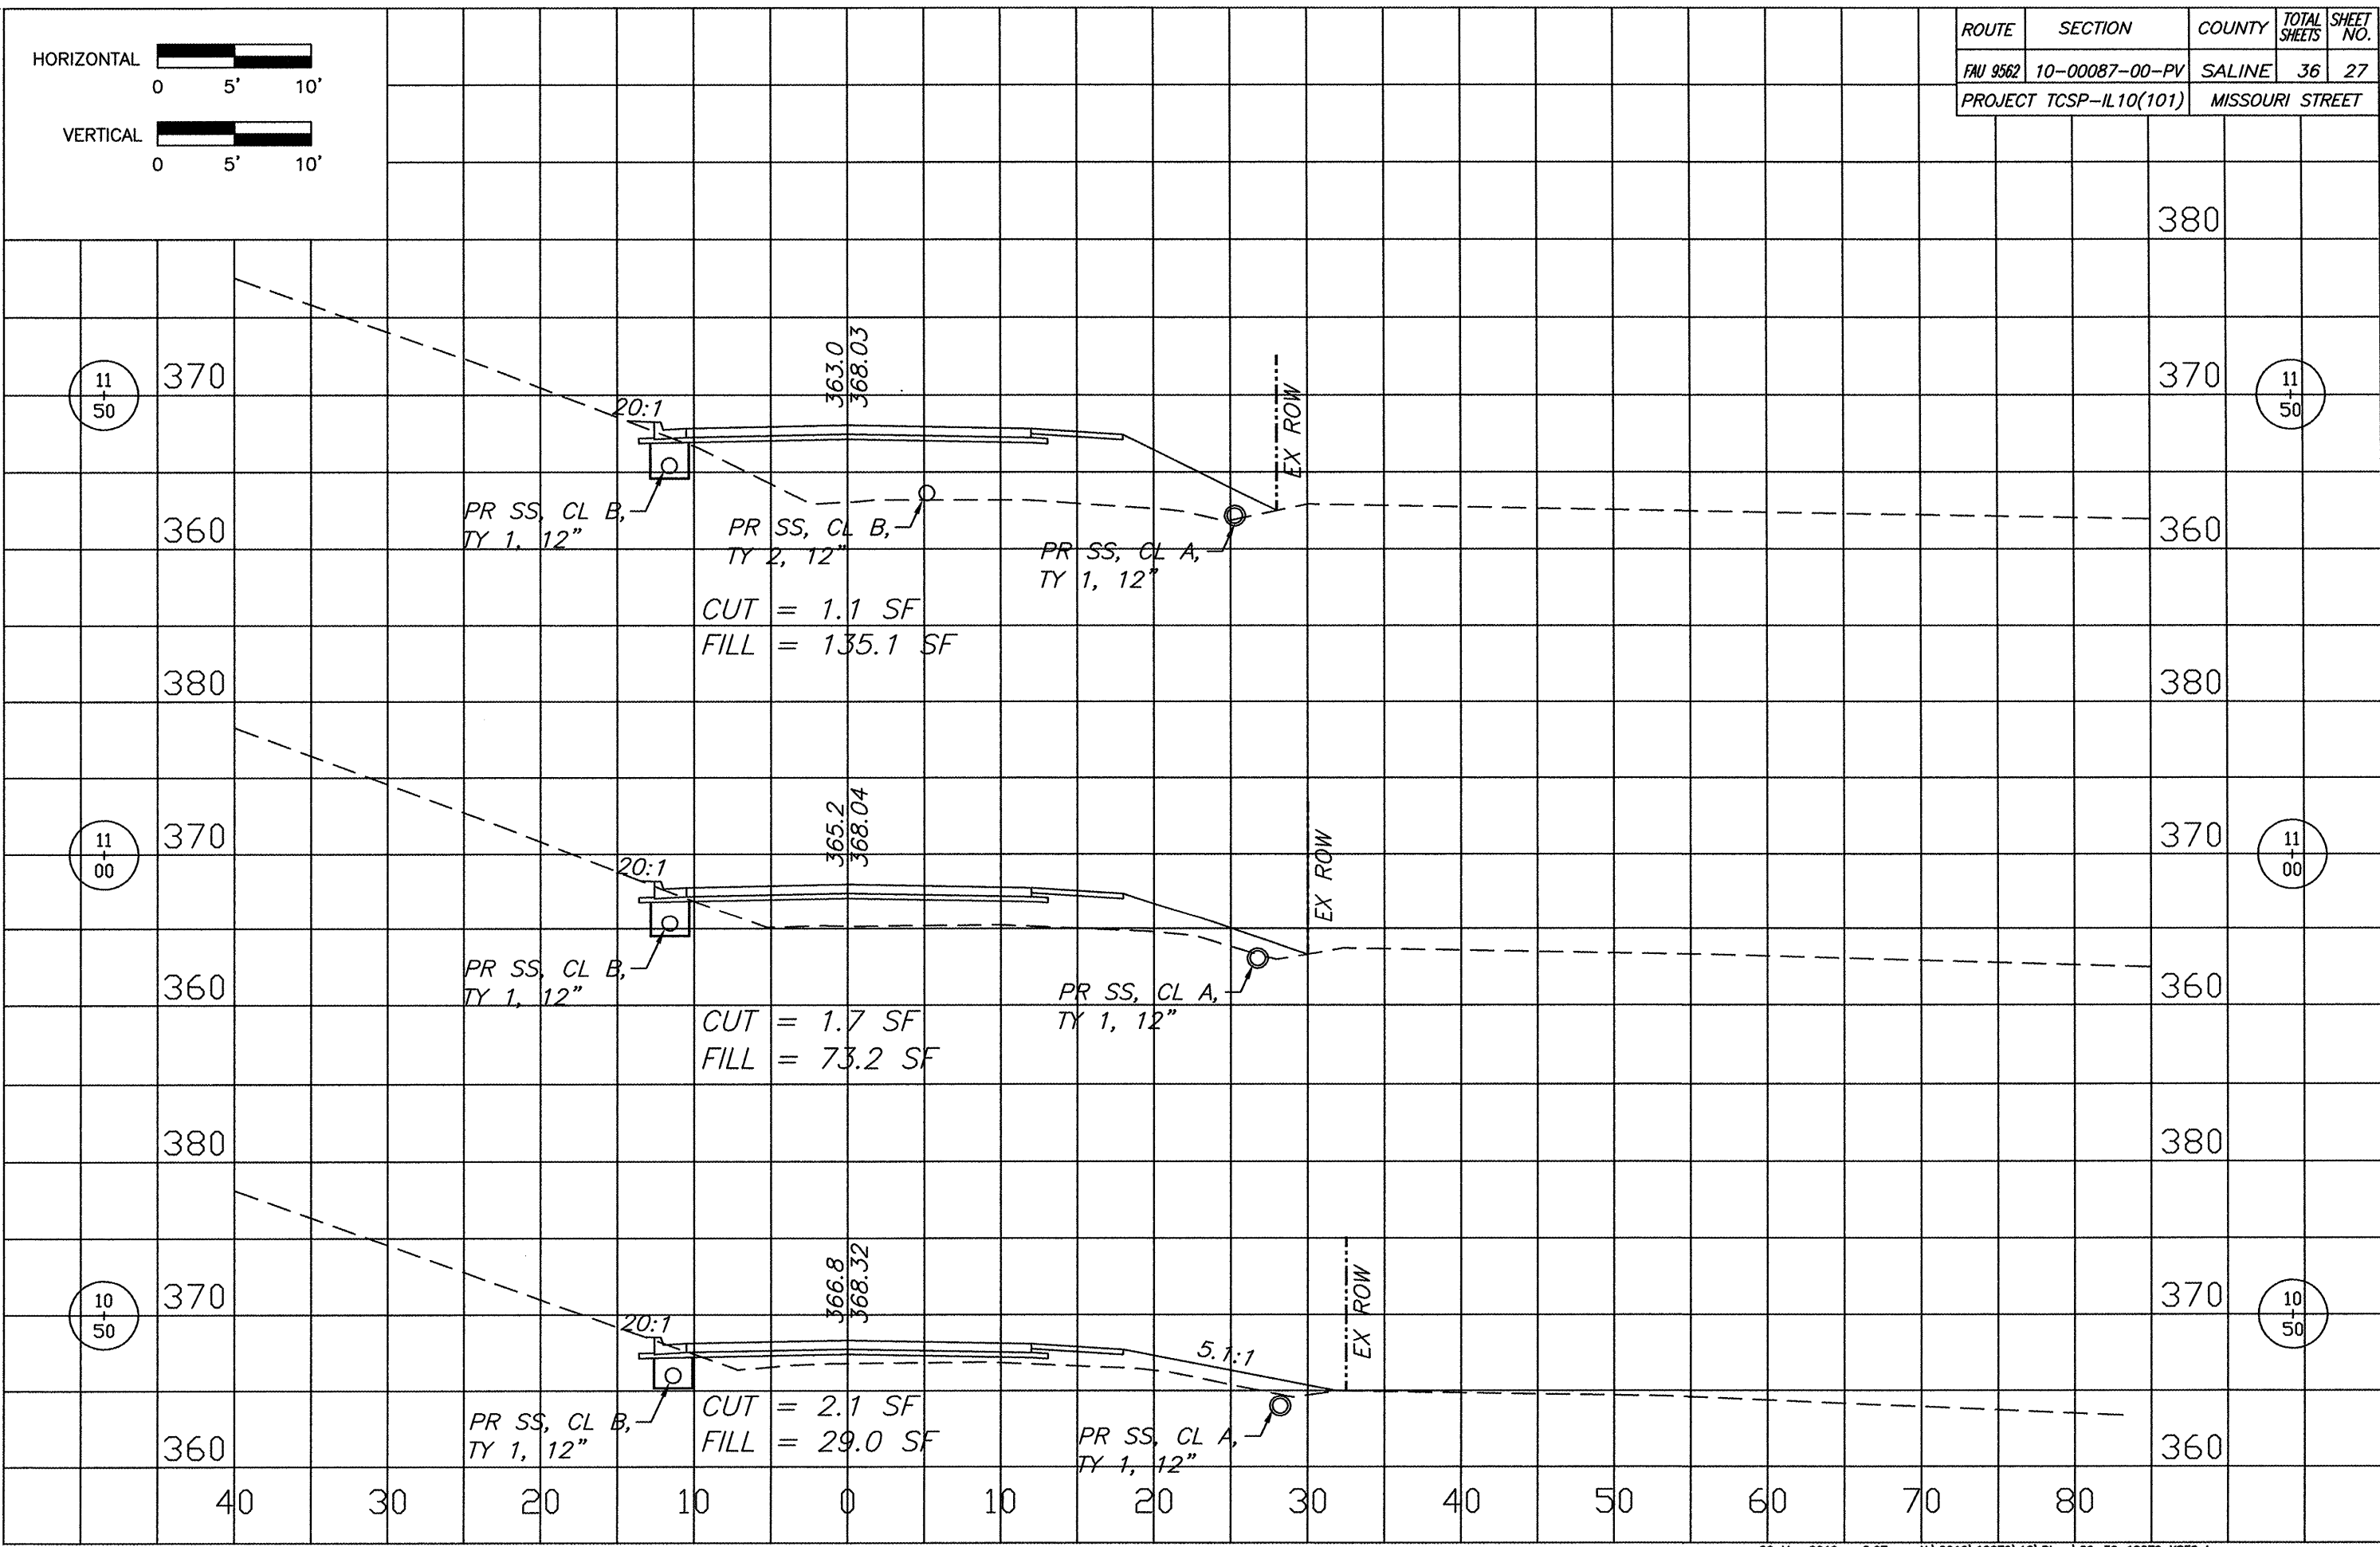 HORIZONTAL
0 5' 10'
VERTICAL
0 5' 10'
ROUTE SECTION COUNTY TOTAL SHEETS SHEET NO.
FAU 9562 10-00087-00-PV SALINE 36 27
PROJECT TCSP-IL10(101) MISSOURI STREET
380
11
50
370
20:1
363.0
368.03
EX ROW
370
11
50
PR SS, CL B,
TY 1, 12"
PR SS, CL B,
TY 2, 12"
PR SS, CL A,
TY 1, 12"
360
360
CUT = 1.1 SF
FILL = 135.1 SF
380
380
11
00
370
20:1
365.2
368.04
EX ROW
370
11
00
PR SS, CL B,
TY 1, 12"
PR SS, CL A,
TY 1, 12"
360
360
CUT = 1.7 SF
FILL = 73.2 SF
380
380
10
50
370
20:1
366.8
368.32
5.1:1
EX ROW
370
10
50
PR SS, CL B,
TY 1, 12"
CUT = 2.1 SF
FILL = 29.0 SF
PR SS, CL A,
TY 1, 12"
360
360
40 30 20 10 0 10 20 30 40 50 60 70 80